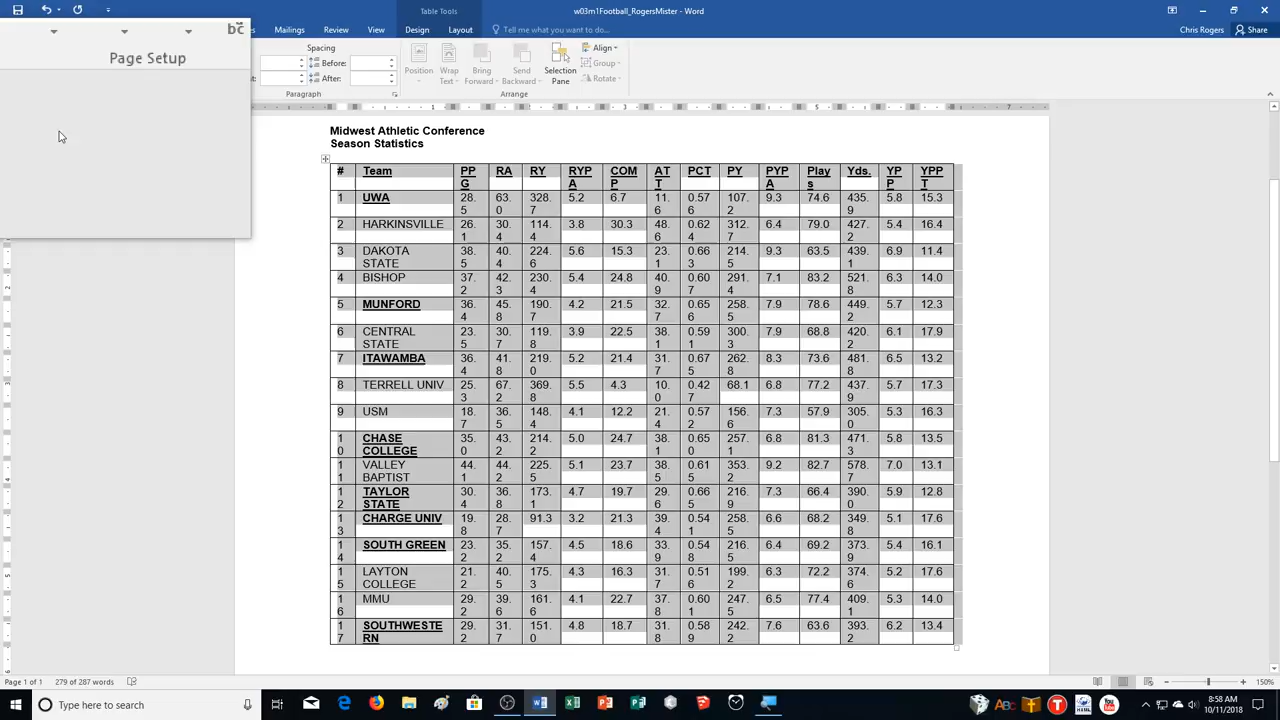 Table Tools
w03m1Football_RogersMister - Word
Mailings Review View Design Layout Tell me what you want to do...
Chris Rogers Share
Page Setup
Spacing
Before:
After:
Paragraph
Position
Wrap Text
Bring Forward
Send Backward
Selection Pane
Align
Group
Rotate
Arrange
1 2 3 5 7
Midwest Athletic Conference
Season Statistics
# Team PPG RA RY RYPA COMP ATT PCT PY PYPA Plays Yds. YPP YPPT
1 UWA 28.5 63.0 328.7 5.2 6.7 11.6 0.576 107.2 9.3 74.6 435.9 5.8 15.3
2 HARKINSVILLE 26.1 30.4 114.4 3.8 30.3 48.6 0.624 312.7 6.4 79.0 427.2 5.4 16.4
3 DAKOTA STATE 38.5 40.4 224.6 5.6 15.3 23.1 0.663 214.5 9.3 63.5 439.1 6.9 11.4
4 BISHOP 37.2 42.3 230.4 5.4 24.8 40.9 0.607 291.4 7.1 83.2 521.8 6.3 14.0
5 MUNFORD 36.4 45.8 190.7 4.2 21.5 32.7 0.656 258.5 7.9 78.6 449.2 5.7 12.3
6 CENTRAL STATE 23.5 30.7 119.8 3.9 22.5 38.1 0.591 300.3 7.9 68.8 420.2 6.1 17.9
7 ITAWAMBA 36.4 41.8 219.0 5.2 21.4 31.7 0.675 262.8 8.3 73.6 481.8 6.5 13.2
8 TERRELL UNIV 25.3 67.2 369.8 5.5 4.3 10.0 0.427 68.1 6.8 77.2 437.9 5.7 17.3
9 USM 18.7 36.5 148.4 4.1 12.2 21.4 0.572 156.6 7.3 57.9 305.0 5.3 16.3
10 CHASE COLLEGE 35.0 43.2 214.2 5.0 24.7 38.1 0.650 257.1 6.8 81.3 471.3 5.8 13.5
11 VALLEY BAPTIST 44.1 44.2 225.5 5.1 23.7 38.5 0.615 353.2 9.2 82.7 578.7 7.0 13.1
12 TAYLOR STATE 30.4 36.8 173.1 4.7 19.7 29.6 0.665 216.9 7.3 66.4 390.0 5.9 12.8
13 CHARGE UNIV 19.8 28.7 91.3 3.2 21.3 39.4 0.541 258.5 6.6 68.2 349.8 5.1 17.6
14 SOUTH GREEN 23.2 35.2 157.4 4.5 18.6 33.9 0.548 216.5 6.4 69.2 373.9 5.4 16.1
15 LAYTON COLLEGE 21.2 40.5 175.3 4.3 16.3 31.7 0.516 199.2 6.3 72.2 374.6 5.2 17.6
16 MMU 29.2 39.6 161.6 4.1 22.7 37.8 0.601 247.5 6.5 77.4 409.1 5.3 14.0
17 SOUTHWESTERN 29.2 31.7 151.0 4.8 18.7 31.8 0.589 242.2 7.6 63.6 393.2 6.2 13.4
Page 1 of 1 279 of 287 words
150%
Type here to search
8:58 AM
10/11/2018